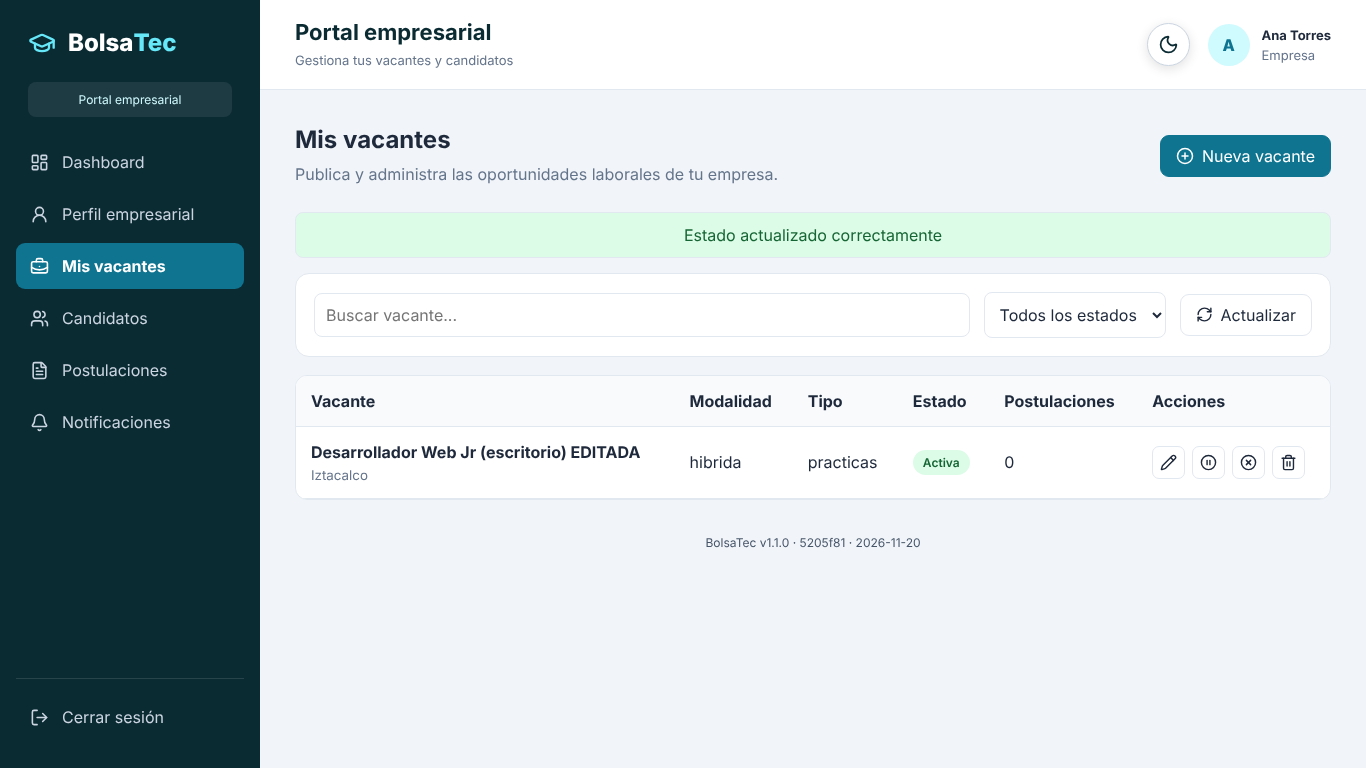 BolsaTec
Portal empresarial
Dashboard
Perfil empresarial
Mis vacantes
Candidatos
Postulaciones
Notificaciones
Cerrar sesión
Portal empresarial
Gestiona tus vacantes y candidatos
A
Ana Torres
Empresa
Mis vacantes
Publica y administra las oportunidades laborales de tu empresa.
Nueva vacante
Estado actualizado correctamente
Buscar vacante...
Todos los estados
Actualizar
Vacante Modalidad Tipo Estado Postulaciones Acciones
Desarrollador Web Jr (escritorio) EDITADA hibrida practicas Activa 0
Iztacalco
BolsaTec v1.1.0 · 5205f81 · 2026-11-20